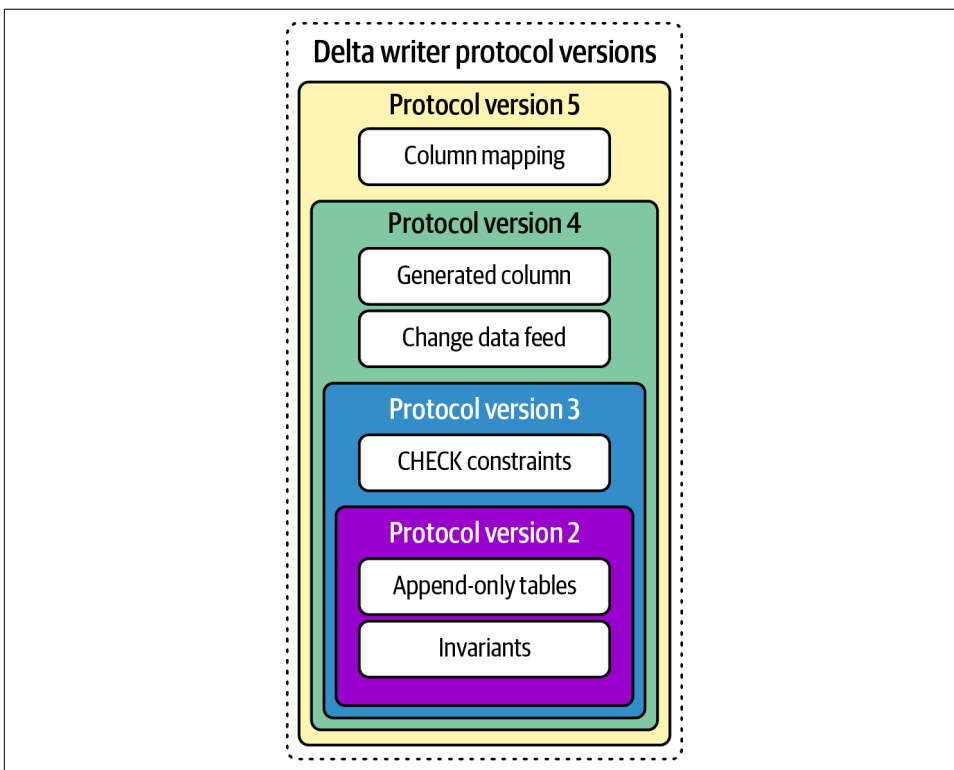 Delta writer protocol versions
Protocol version 5
Column mapping
Protocol version 4
Generated column
Change data feed
Protocol version 3
CHECK constraints
Protocol version 2
Append-only tables
Invariants